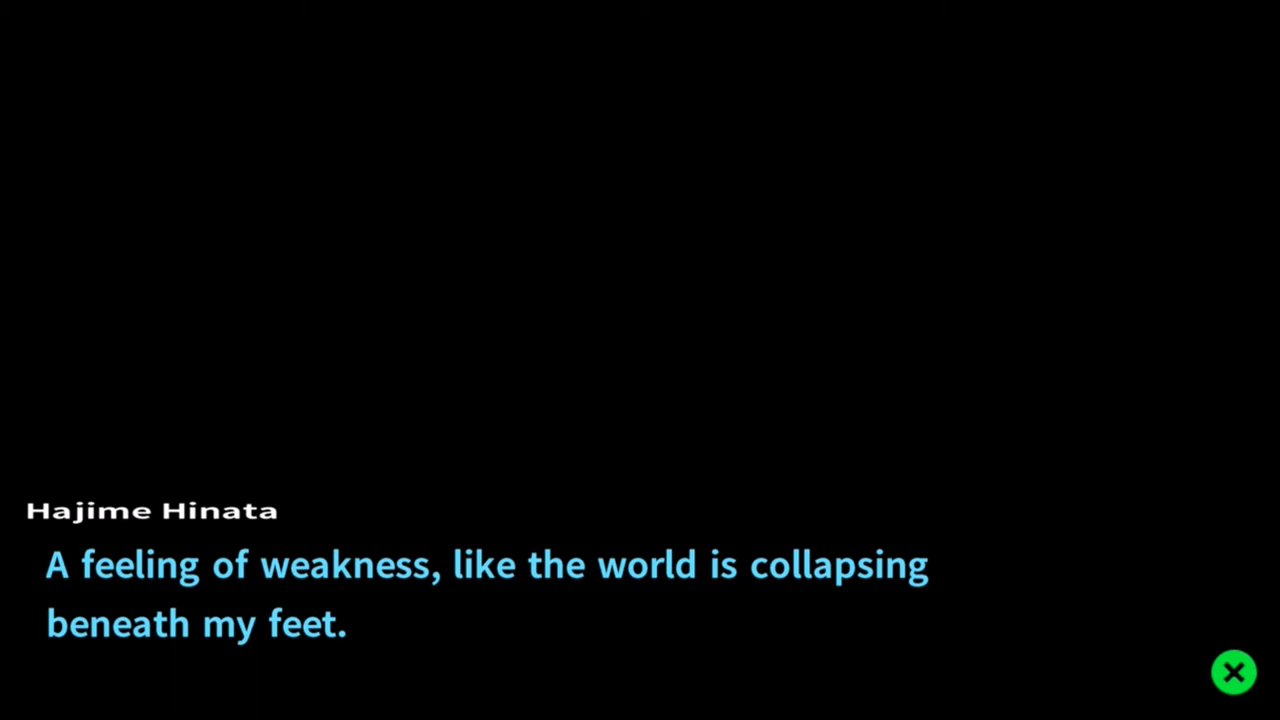 Hajime Hinata
A feeling of weakness, like the world is collapsing
beneath my feet.